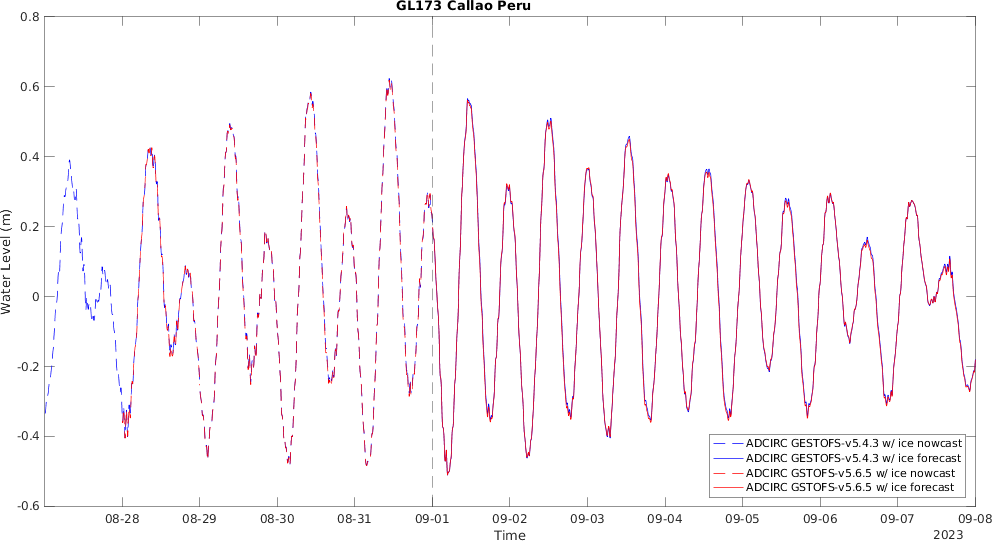 GL173 Callao Peru
0.8
0.6
0.4
0.2
0
-0.2
-0.4
-0.6
Water Level (m)
ADCIRC GESTOFS-v5.4.3 w/ ice nowcast
ADCIRC GESTOFS-v5.4.3 w/ ice forecast
ADCIRC GSTOFS-v5.6.5 w/ ice nowcast
ADCIRC GSTOFS-v5.6.5 w/ ice forecast
08-28 08-29 08-30 08-31 09-01 09-02 09-03 09-04 09-05 09-06 09-07 09-08
Time
2023